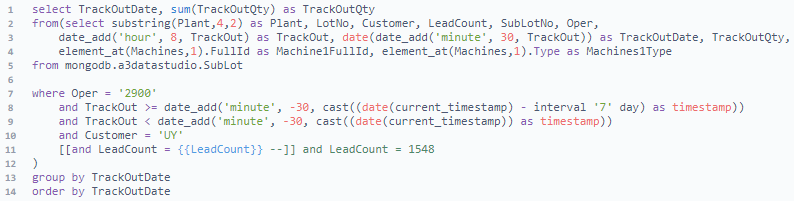 1 select TrackOutDate, sum(TrackOutQty) as TrackOutQty
2 from(select substring(Plant,4,2) as Plant, LotNo, Customer, LeadCount, SubLotNo, Oper,
3 date_add('hour', 8, TrackOut) as TrackOut, date(date_add('minute', 30, TrackOut)) as TrackOutDate, TrackOutQty,
4 element_at(Machines,1).FullId as Machine1FullId, element_at(Machines,1).Type as Machines1Type
5 from mongodb.a3datastudio.SubLot
6
7 where Oper = '2900'
8 and TrackOut >= date_add('minute', -30, cast((date(current_timestamp) - interval '7' day) as timestamp))
9 and TrackOut < date_add('minute', -30, cast((date(current_timestamp)) as timestamp))
10 and Customer = 'UY'
11 [[and LeadCount = {{LeadCount}} --]] and LeadCount = 1548
12 )
13 group by TrackOutDate
14 order by TrackOutDate